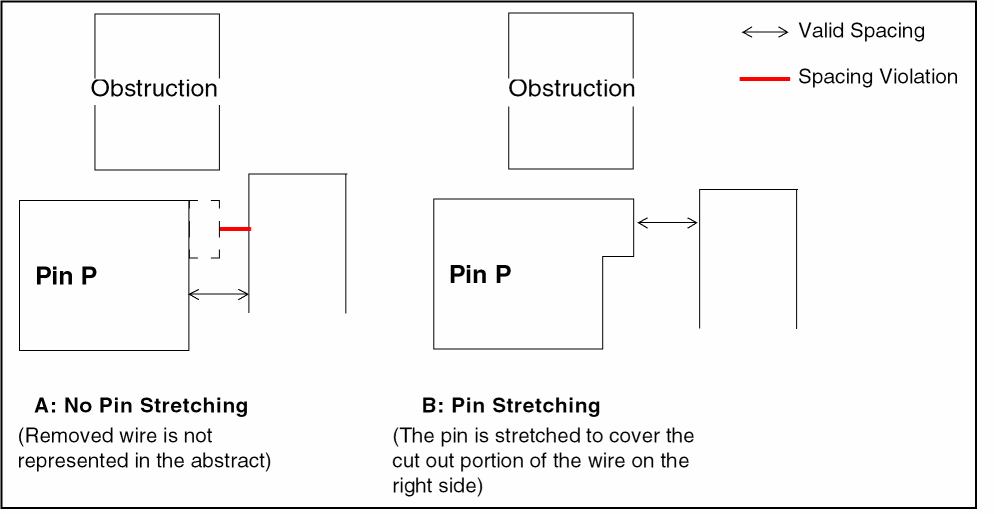 Obstruction
Obstruction
Valid Spacing
Spacing Violation
Pin P
Pin P
A: No Pin Stretching
(Removed wire is not
represented in the abstract)
B: Pin Stretching
(The pin is stretched to cover the
cut out portion of the wire on the
right side)